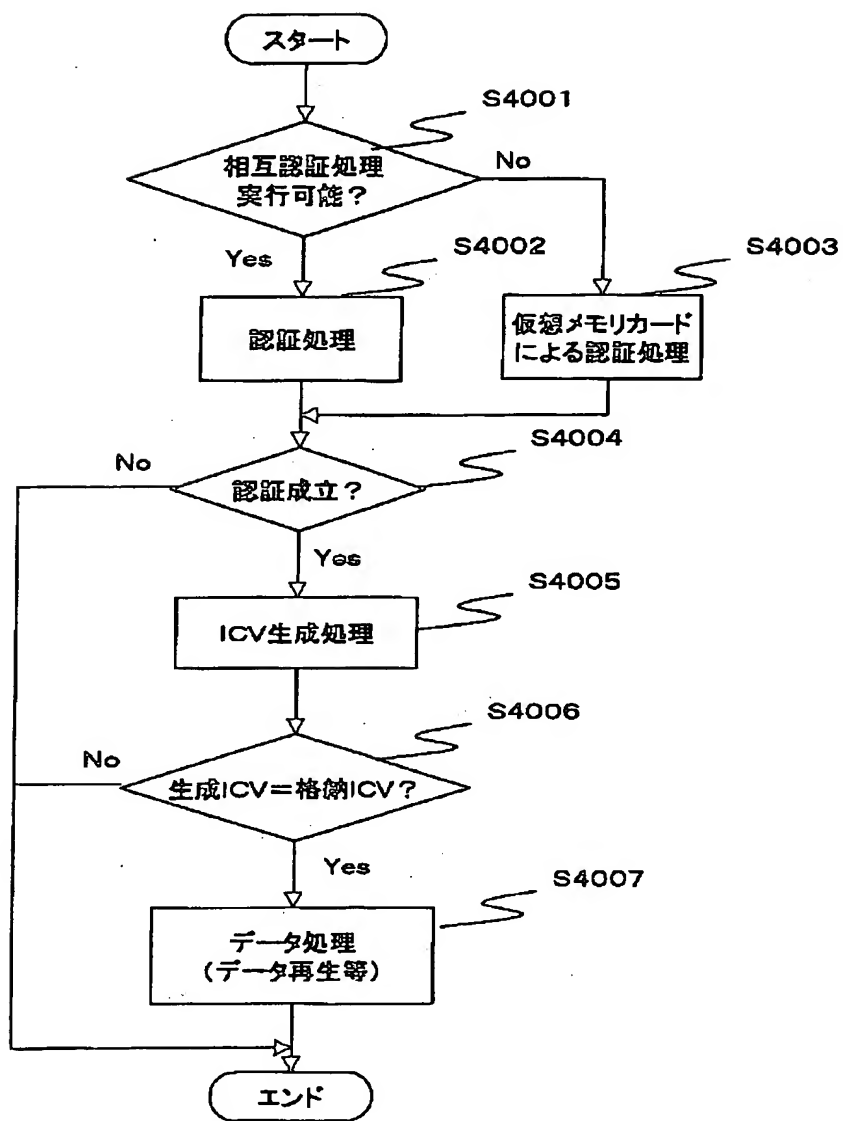 スタート
S4001
相互認証処理
実行可能？
No
Yes
S4002
S4003
認証処理
仮想メモリカード
による認証処理
S4004
No
認証成立？
Yes
S4005
ICV生成処理
S4006
No
生成ICV＝格納ICV？
Yes
S4007
データ処理
（データ再生等）
エンド